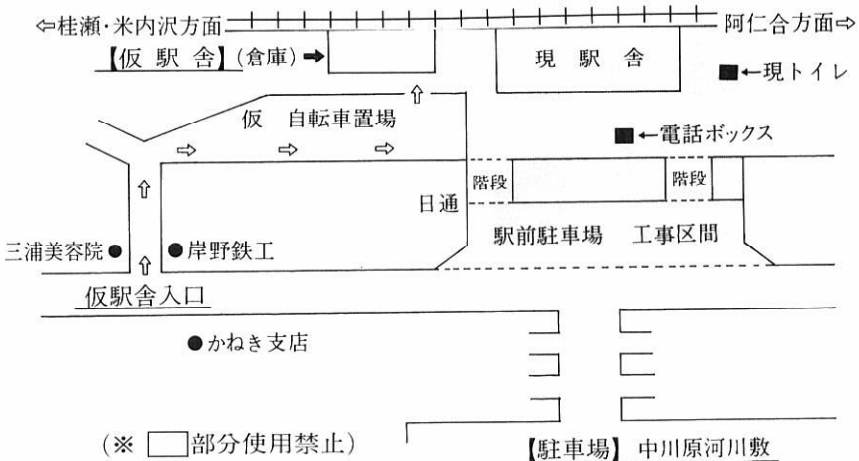 ⇦桂瀬・米内沢方面
阿仁合方面⇨
【仮駅舎】(倉庫)➡
現駅舎
■←現トイレ
仮 自転車置場
■←電話ボックス
階段
階段
日通
駅前駐車場 工事区間
三浦美容院●
●岸野鉄工
仮駅舎入口
●かねき支店
(※ □部分使用禁止)
【駐車場】 中川原河川敷